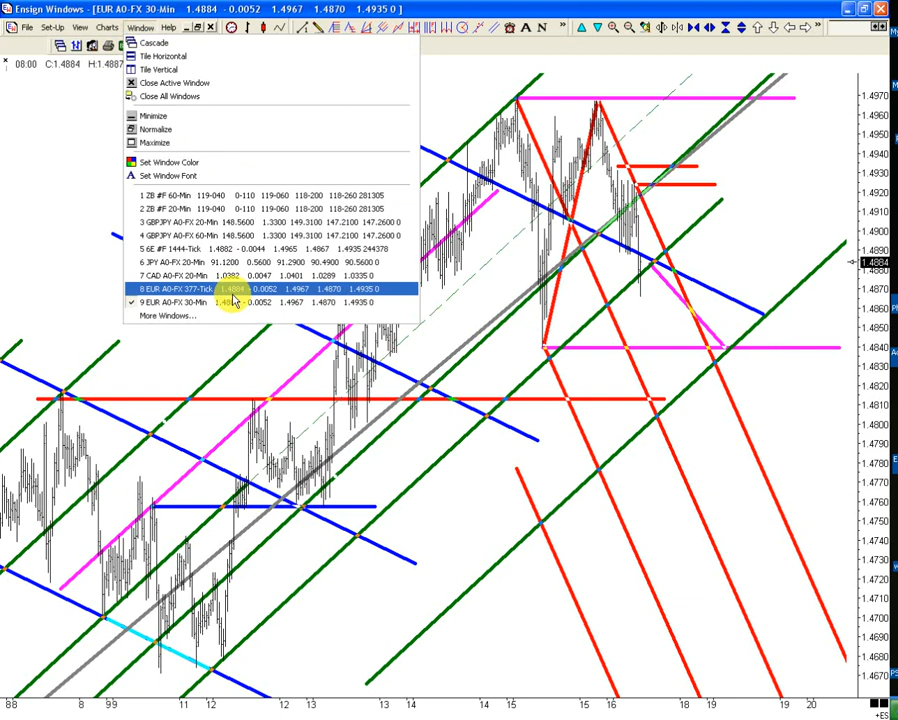 Ensign Windows - [EUR A0-FX 30-Min 1.4884 -0.0052 1.4967 1.4870 1.4935 0 ]
File Set-Up View Charts Window Help
08:00 C:1.4884 H:1.487
Cascade
Tile Horizontal
Tile Vertical
Close Active Window
Close All Windows
Minimize
Normalize
Maximize
Set Window Color
Set Window Font
1 ZB #F 60-Min 119-040 0-110 119-060 118-200 118-260 281305
2 ZB #F 20-Min 119-040 0-110 119-060 118-200 118-260 281305
3 GBPJPY A0-FX 20-Min 148.5600 1.3300 149.3100 147.2100 147.2600 0
4 GBPJPY A0-FX 60-Min 148.5600 1.3300 149.3100 147.2100 147.2600 0
5 6E #F 1444-Tick 1.4882 -0.0044 1.4965 1.4867 1.4935 244378
6 JPY A0-FX 20-Min 91.1200 0.5600 91.2900 90.4900 90.5600 0
7 CAD A0-FX 20-Min 1.0382 0.0047 1.0401 1.0289 1.0335 0
8 EUR A0-FX 377-Tick 1.4884 -0.0052 1.4967 1.4870 1.4935 0
9 EUR A0-FX 30-Min -0.0052 1.4967 1.4870 1.4935 0
More Windows...
1.4970
1.4960
1.4950
1.4940
1.4930
1.4920
1.4910
1.4900
1.4890
1.4884
1.4870
1.4860
1.4850
1.4840
1.4830
1.4820
1.4810
1.4800
1.4790
1.4780
1.4770
1.4760
1.4750
1.4740
1.4730
1.4720
1.4710
1.4700
1.4690
1.4680
1.4670
88 8 99 11 12 12 13 13 14 14 15 15 16 18 18 19 19 20
+ES